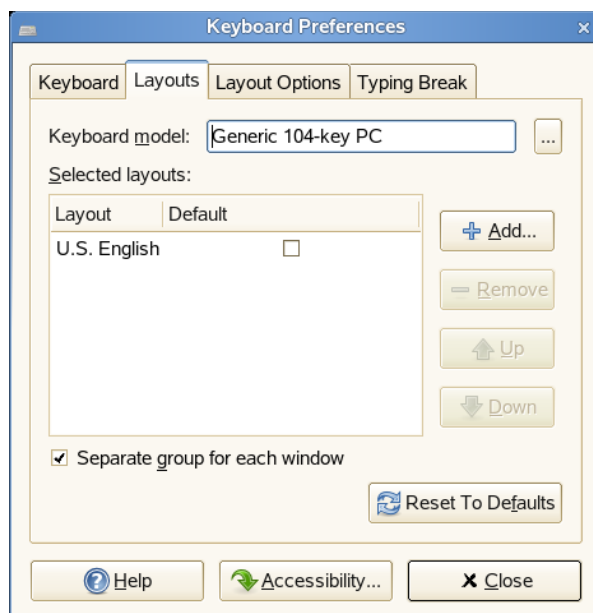 Keyboard Preferences
Keyboard Layouts Layout Options Typing Break
Keyboard model: Generic 104-key PC ...
Selected layouts:
Layout Default
U.S. English
Add...
Remove
Up
Down
Separate group for each window
Reset To Defaults
Help Accessibility... Close